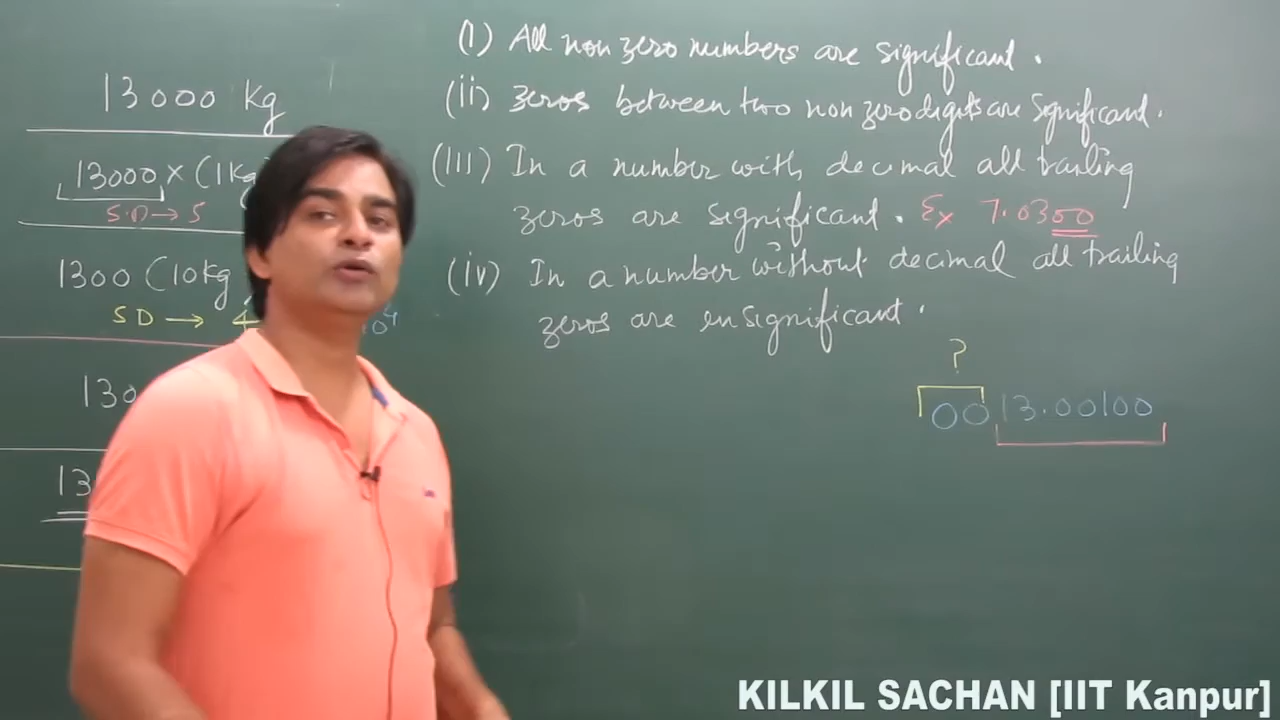 13000 kg
13000 × (1kg
S.D → 5
1300 (10kg
SD → 4
130
13
(I) All non zero numbers are significant.
(ii) zeros between two non zero digits are significant.
(III) In a number with decimal all trailing
zeros are significant. Ex 7.0300
(iv) In a number without decimal all trailing
zeros are ensignificant.
?
0013.00100
KILKIL SACHAN [IIT Kanpur]